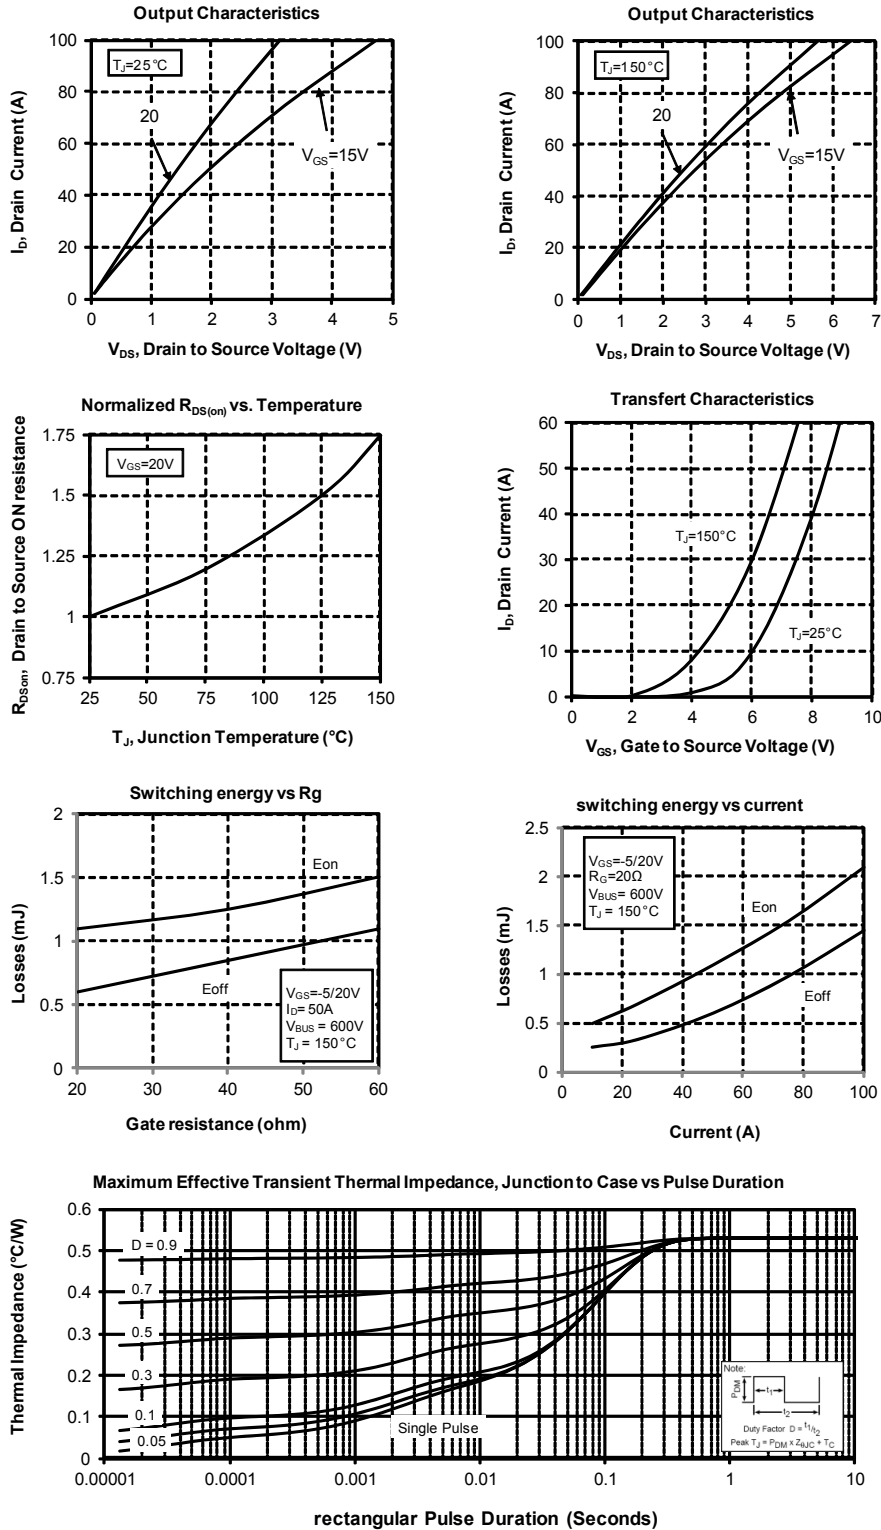 Output Characteristics
I_D, Drain Current (A)
100
80
60
40
20
0
T_J=25°C
20
V_GS=15V
0 1 2 3 4 5
V_DS, Drain to Source Voltage (V)
Output Characteristics
I_D, Drain Current (A)
100
80
60
40
20
0
T_J=150°C
20
V_GS=15V
0 1 2 3 4 5 6 7
V_DS, Drain to Source Voltage (V)
Normalized R_DS(on) vs. Temperature
R_DSon, Drain to Source ON resistance
1.75
1.5
1.25
1
0.75
V_GS=20V
25 50 75 100 125 150
T_J, Junction Temperature (°C)
Transfert Characteristics
I_D, Drain Current (A)
60
50
40
30
20
10
0
T_J=150°C
T_J=25°C
0 2 4 6 8 10
V_GS, Gate to Source Voltage (V)
Switching energy vs Rg
Losses (mJ)
2
1.5
1
0.5
0
Eon
Eoff
V_GS=-5/20V
I_D= 50A
V_BUS = 600V
T_J = 150°C
20 30 40 50 60
Gate resistance (ohm)
switching energy vs current
Losses (mJ)
2.5
2
1.5
1
0.5
0
V_GS=-5/20V
R_G=20Ω
V_BUS= 600V
T_J = 150°C
Eon
Eoff
0 20 40 60 80 100
Current (A)
Maximum Effective Transient Thermal Impedance, Junction to Case vs Pulse Duration
Thermal Impedance (°C/W)
0.6
0.5
0.4
0.3
0.2
0.1
0
D = 0.9
0.7
0.5
0.3
0.1
0.05
Single Pulse
Note:
P_DM
t_1
t_2
Duty Factor D = t_1/t_2
Peak T_J = P_DM x Z_θJC + T_C
0.00001 0.0001 0.001 0.01 0.1 1 10
rectangular Pulse Duration (Seconds)